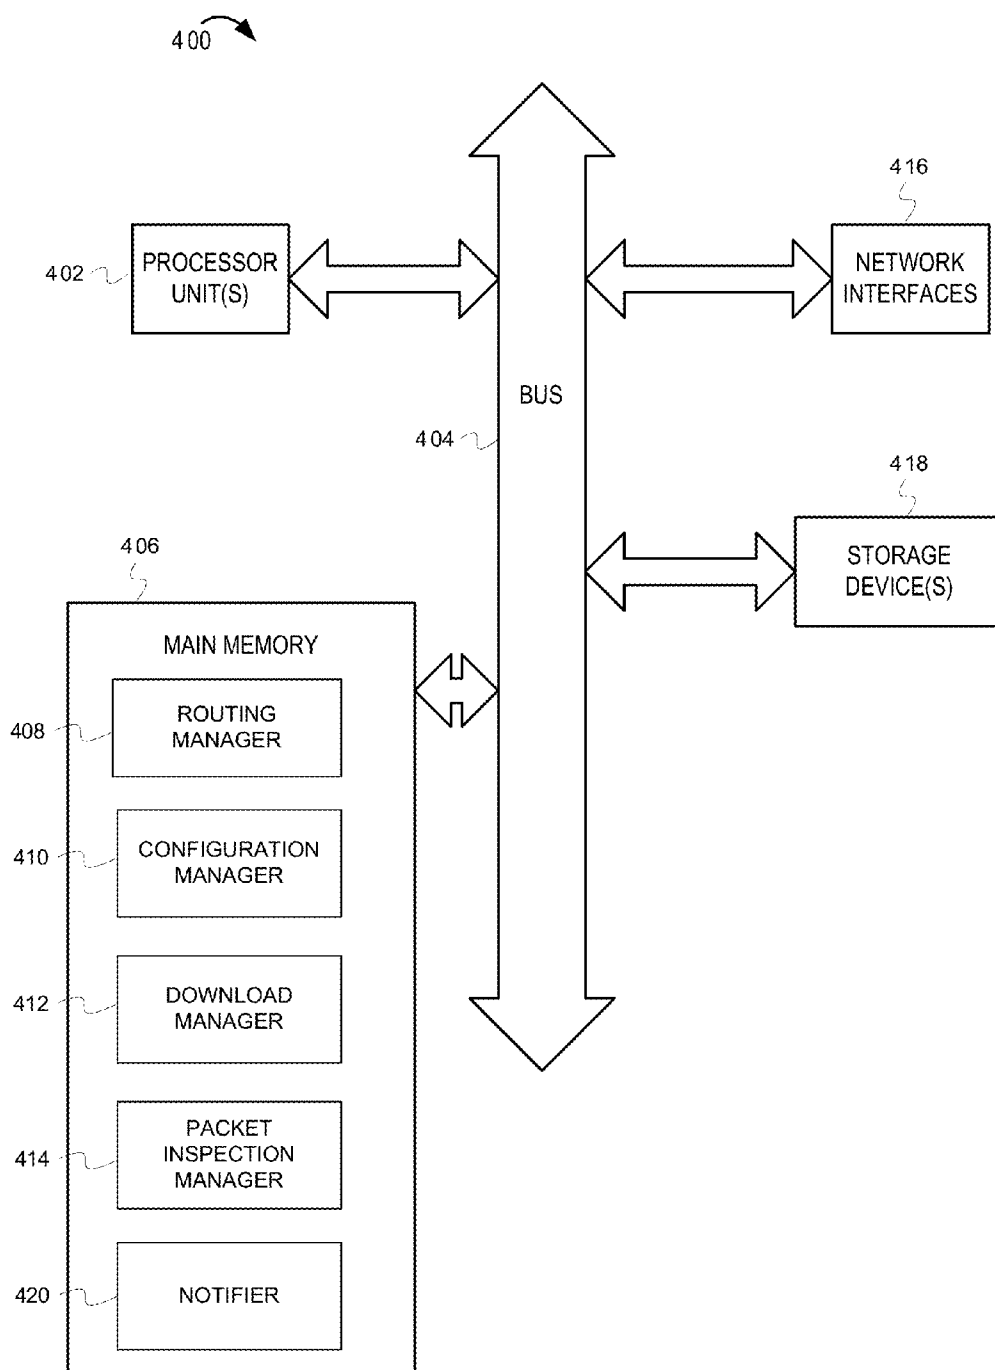 400
416
PROCESSOR
UNIT(S)
402
NETWORK
INTERFACES
BUS
404
418
STORAGE
DEVICE(S)
406
MAIN MEMORY
ROUTING
MANAGER
408
CONFIGURATION
MANAGER
410
DOWNLOAD
MANAGER
412
PACKET
INSPECTION
MANAGER
414
NOTIFIER
420